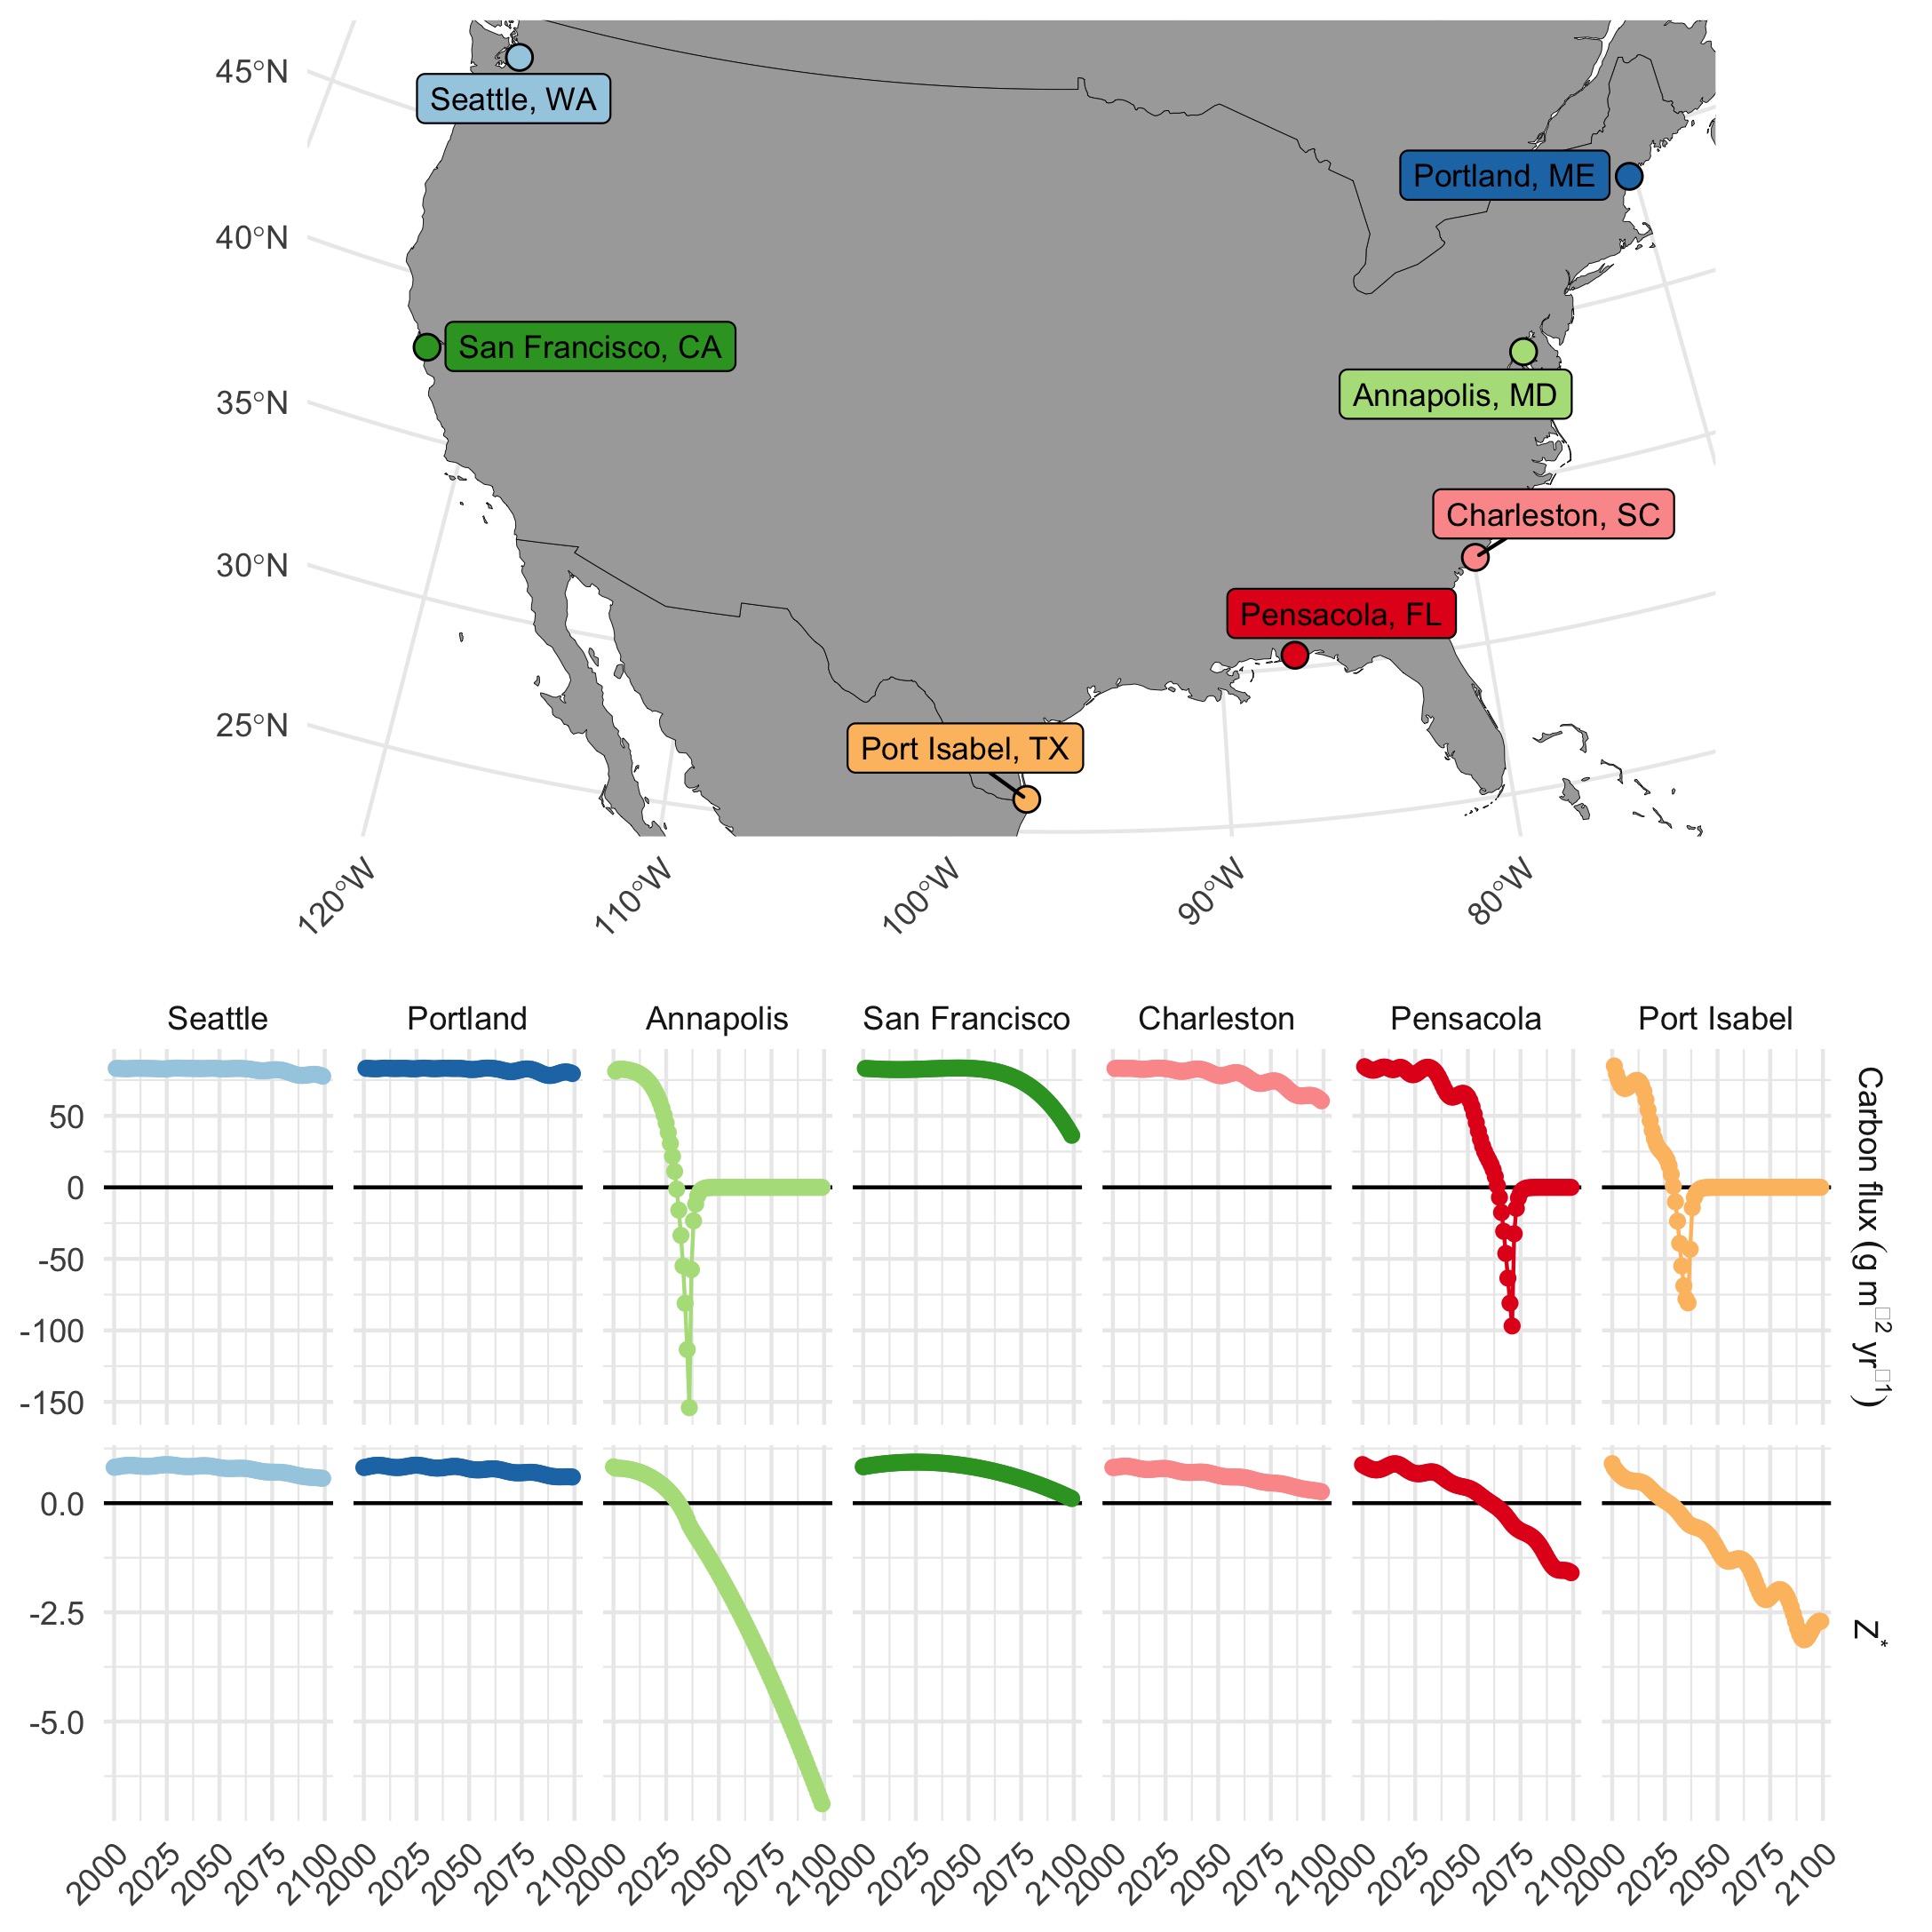 45°N
Seattle, WA
Portland, ME
40°N
San Francisco, CA
Annapolis, MD
35°N
Charleston, SC
30°N
Pensacola, FL
25°N
Port Isabel, TX
120°W 110°W 100°W 90°W 80°W
Seattle Portland Annapolis San Francisco Charleston Pensacola Port Isabel
50
0
-50
-100
-150
Carbon flux (g m□² yr□¹)
0.0
-2.5
-5.0
Z*
2000 2025 2050 2075 2100 2000 2025 2050 2075 2100 2000 2025 2050 2075 2100 2000 2025 2050 2075 2100 2000 2025 2050 2075 2100 2000 2025 2050 2075 2100 2000 2025 2050 2075 2100